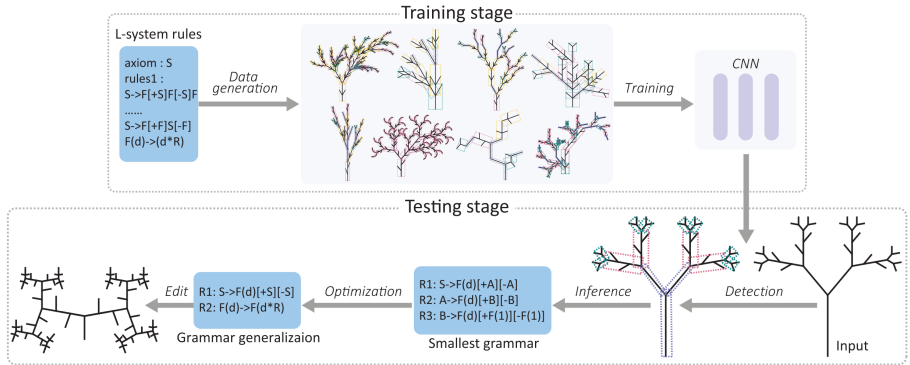 Training stage
L-system rules
axiom : S
rules1 :
S->F[+S]F[-S]F
......
S->F[+F]S[-F]
F(d)->(d*R)
Data
generation
Training
CNN
Testing stage
Edit
R1: S->F(d)[+S][-S]
R2: F(d)->F(d*R)
Grammar generalizaion
Optimization
R1: S->F(d)[+A][-A]
R2: A->F(d)[+B][-B]
R3: B->F(d)[+F(1)][-F(1)]
Smallest grammar
Inference
Detection
Input